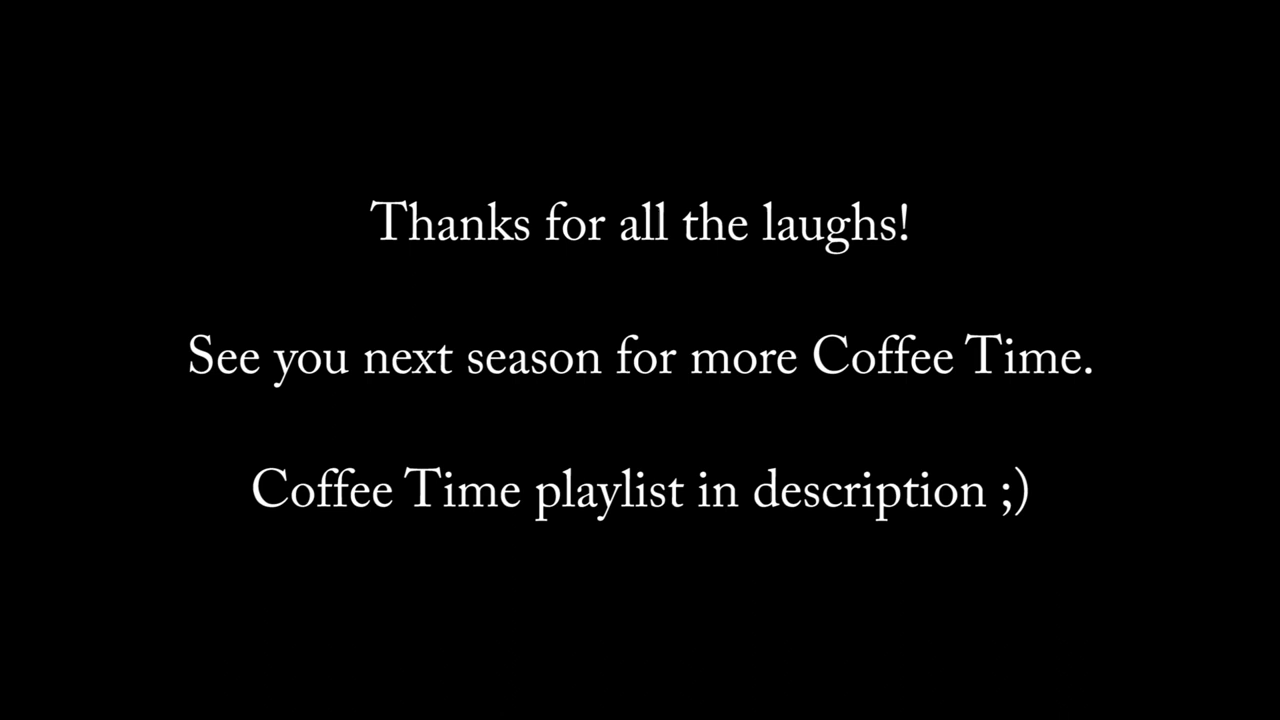 Thanks for all the laughs!
See you next season for more Coffee Time.
Coffee Time playlist in description ;)